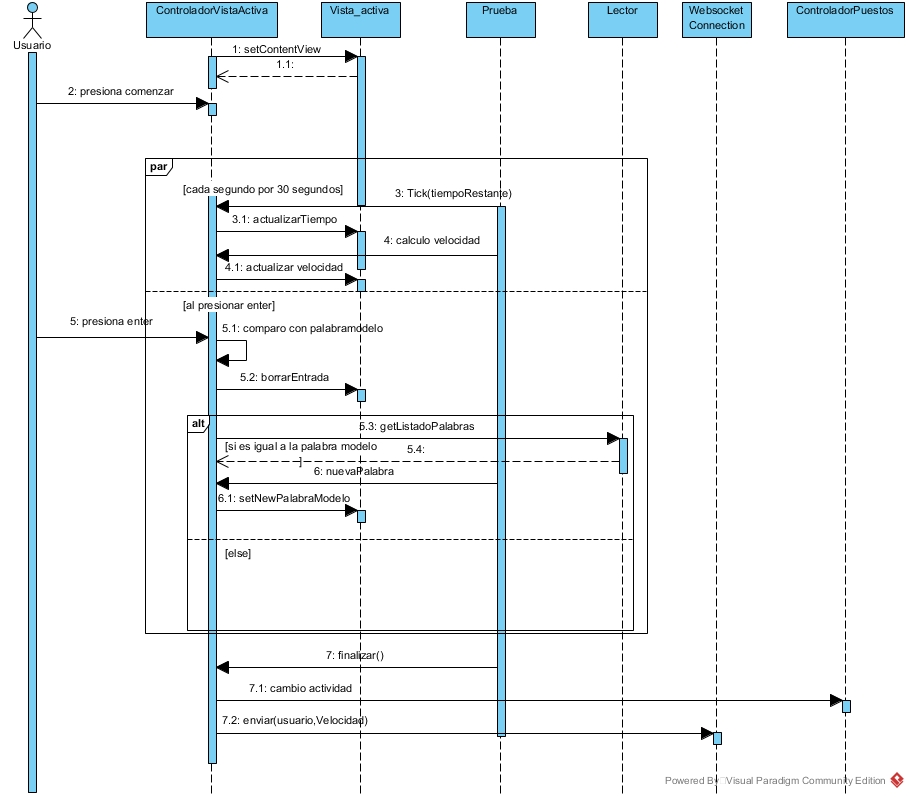 ControladorVistaActiva
Vista_activa
Prueba
Lector
Websocket
Connection
ControladorPuestos
Usuario
1: setContentView
1.1:
2: presiona comenzar
par
[cada segundo por 30 segundos]
3: Tick(tiempoRestante)
3.1: actualizarTiempo
4: calculo velocidad
4.1: actualizar velocidad
[al presionar enter]
5: presiona enter
5.1: comparo con palabramodelo
5.2: borrarEntrada
alt
5.3: getListadoPalabras
[si es igual a la palabra modelo
]
5.4:
6: nuevaPalabra
6.1: setNewPalabraModelo
[else]
7: finalizar()
7.1: cambio actividad
7.2: enviar(usuario,Velocidad)
Powered By Visual Paradigm Community Edition